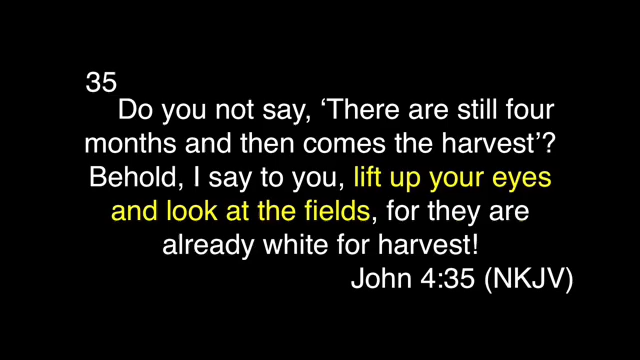 35
Do you not say, ‘There are still four
months and then comes the harvest’?
Behold, I say to you, lift up your eyes
and look at the fields, for they are
already white for harvest!
John 4:35 (NKJV)